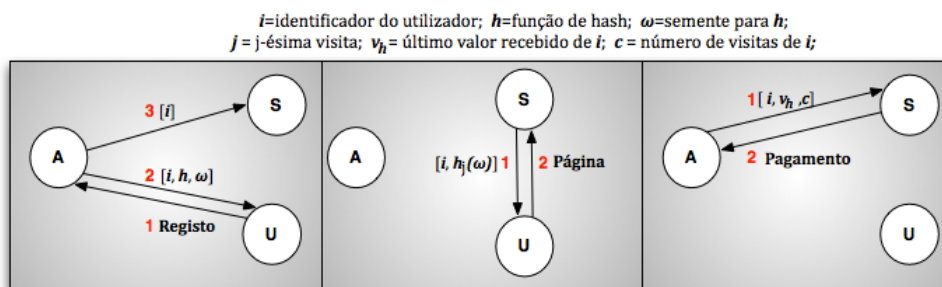 i=identificador do utilizador; h=função de hash; ω=semente para h;
j = j-ésima visita; vh= último valor recebido de i; c = número de visitas de i;
S
3 [i]
A
2 [i, h, ω]
1 Registo
U
S
A
[i, hj(ω)] 1
2 Página
U
1[ i, vh ,c]
S
A
2 Pagamento
U